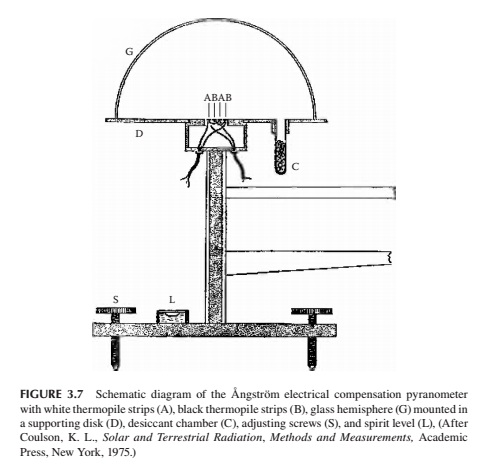 G
ABAB
D
C
S
L
FIGURE 3.7 Schematic diagram of the Ångström electrical compensation pyranometer
with white thermopile strips (A), black thermopile strips (B), glass hemisphere (G) mounted in
a supporting disk (D), desiccant chamber (C), adjusting screws (S), and spirit level (L), (After
Coulson, K. L., Solar and Terrestrial Radiation, Methods and Measurements, Academic
Press, New York, 1975.)